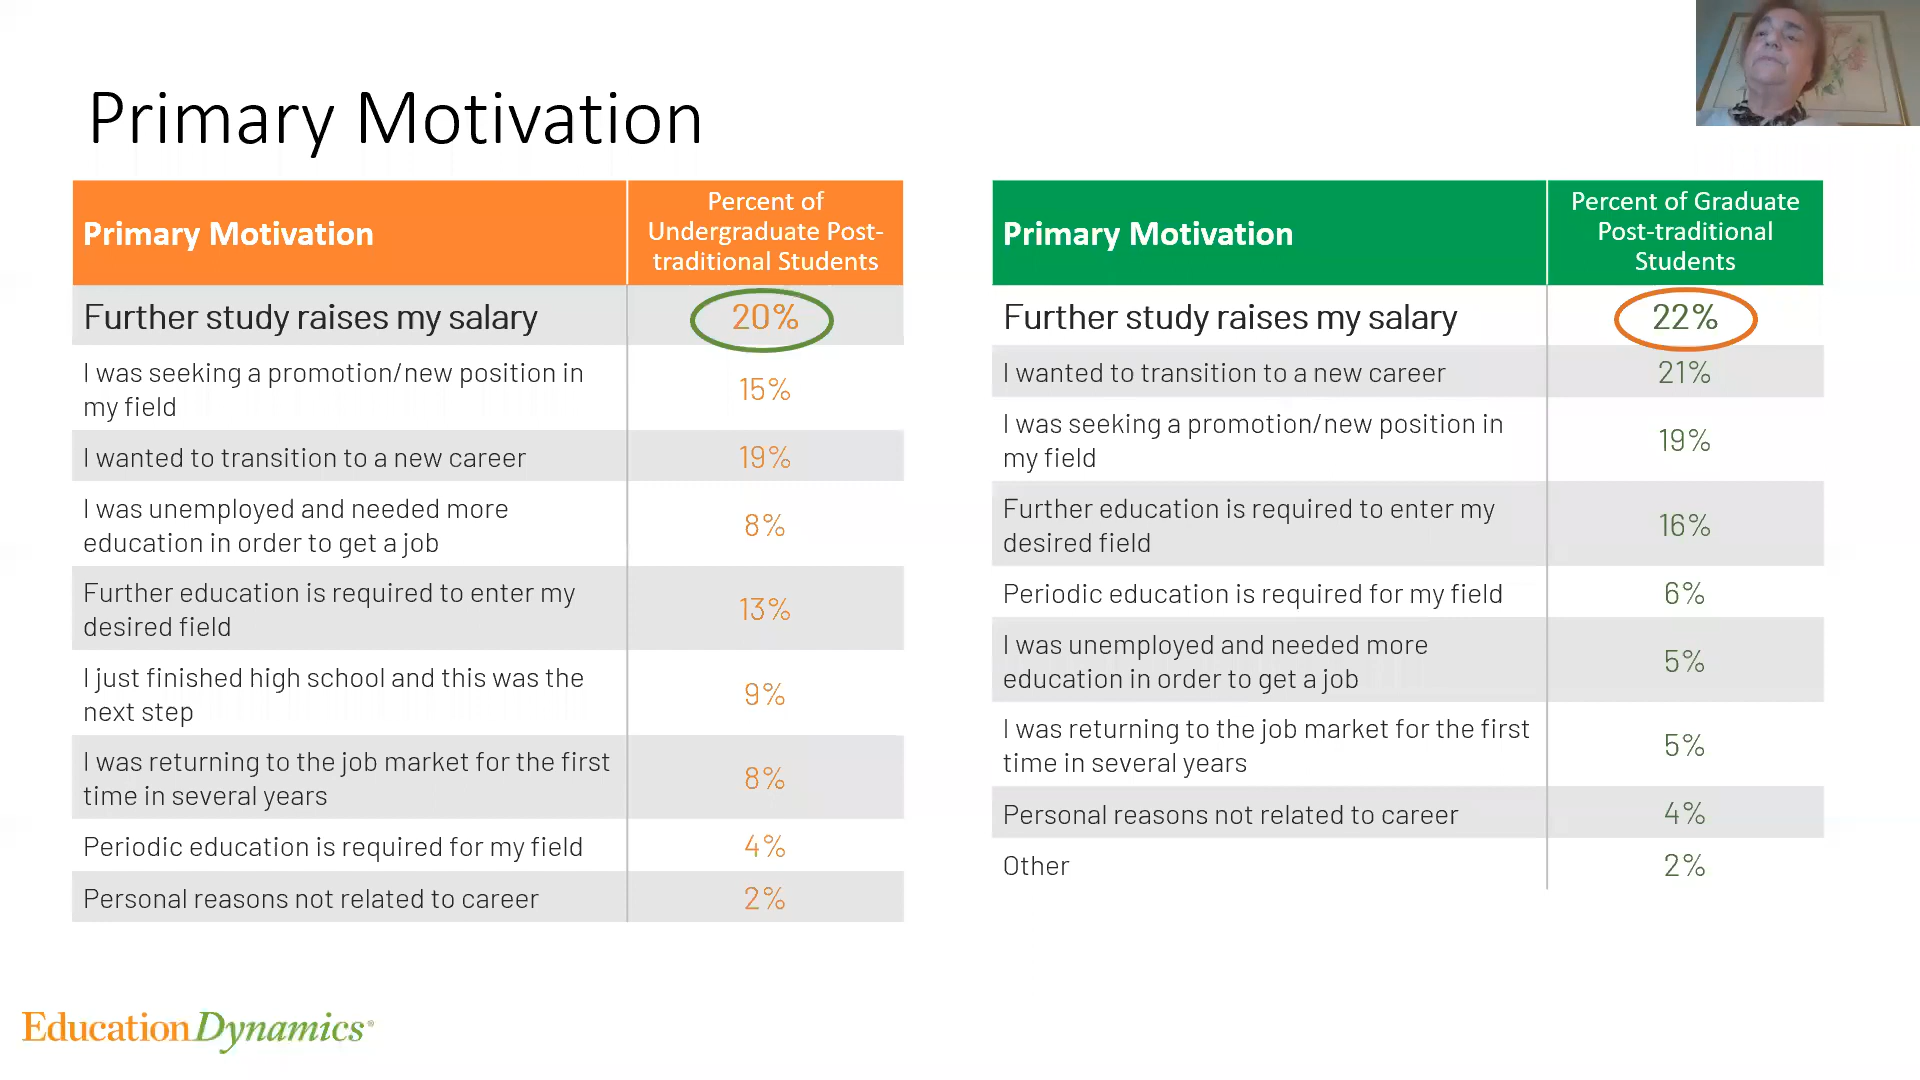 Primary Motivation
Primary Motivation
Percent of
Undergraduate Post-
traditional Students
Further study raises my salary
20%
I was seeking a promotion/new position in
my field
15%
I wanted to transition to a new career
19%
I was unemployed and needed more
education in order to get a job
8%
Further education is required to enter my
desired field
13%
I just finished high school and this was the
next step
9%
I was returning to the job market for the first
time in several years
8%
Periodic education is required for my field
4%
Personal reasons not related to career
2%
Primary Motivation
Percent of Graduate
Post-traditional
Students
Further study raises my salary
22%
I wanted to transition to a new career
21%
I was seeking a promotion/new position in
my field
19%
Further education is required to enter my
desired field
16%
Periodic education is required for my field
6%
I was unemployed and needed more
education in order to get a job
5%
I was returning to the job market for the first
time in several years
5%
Personal reasons not related to career
4%
Other
2%
EducationDynamics®